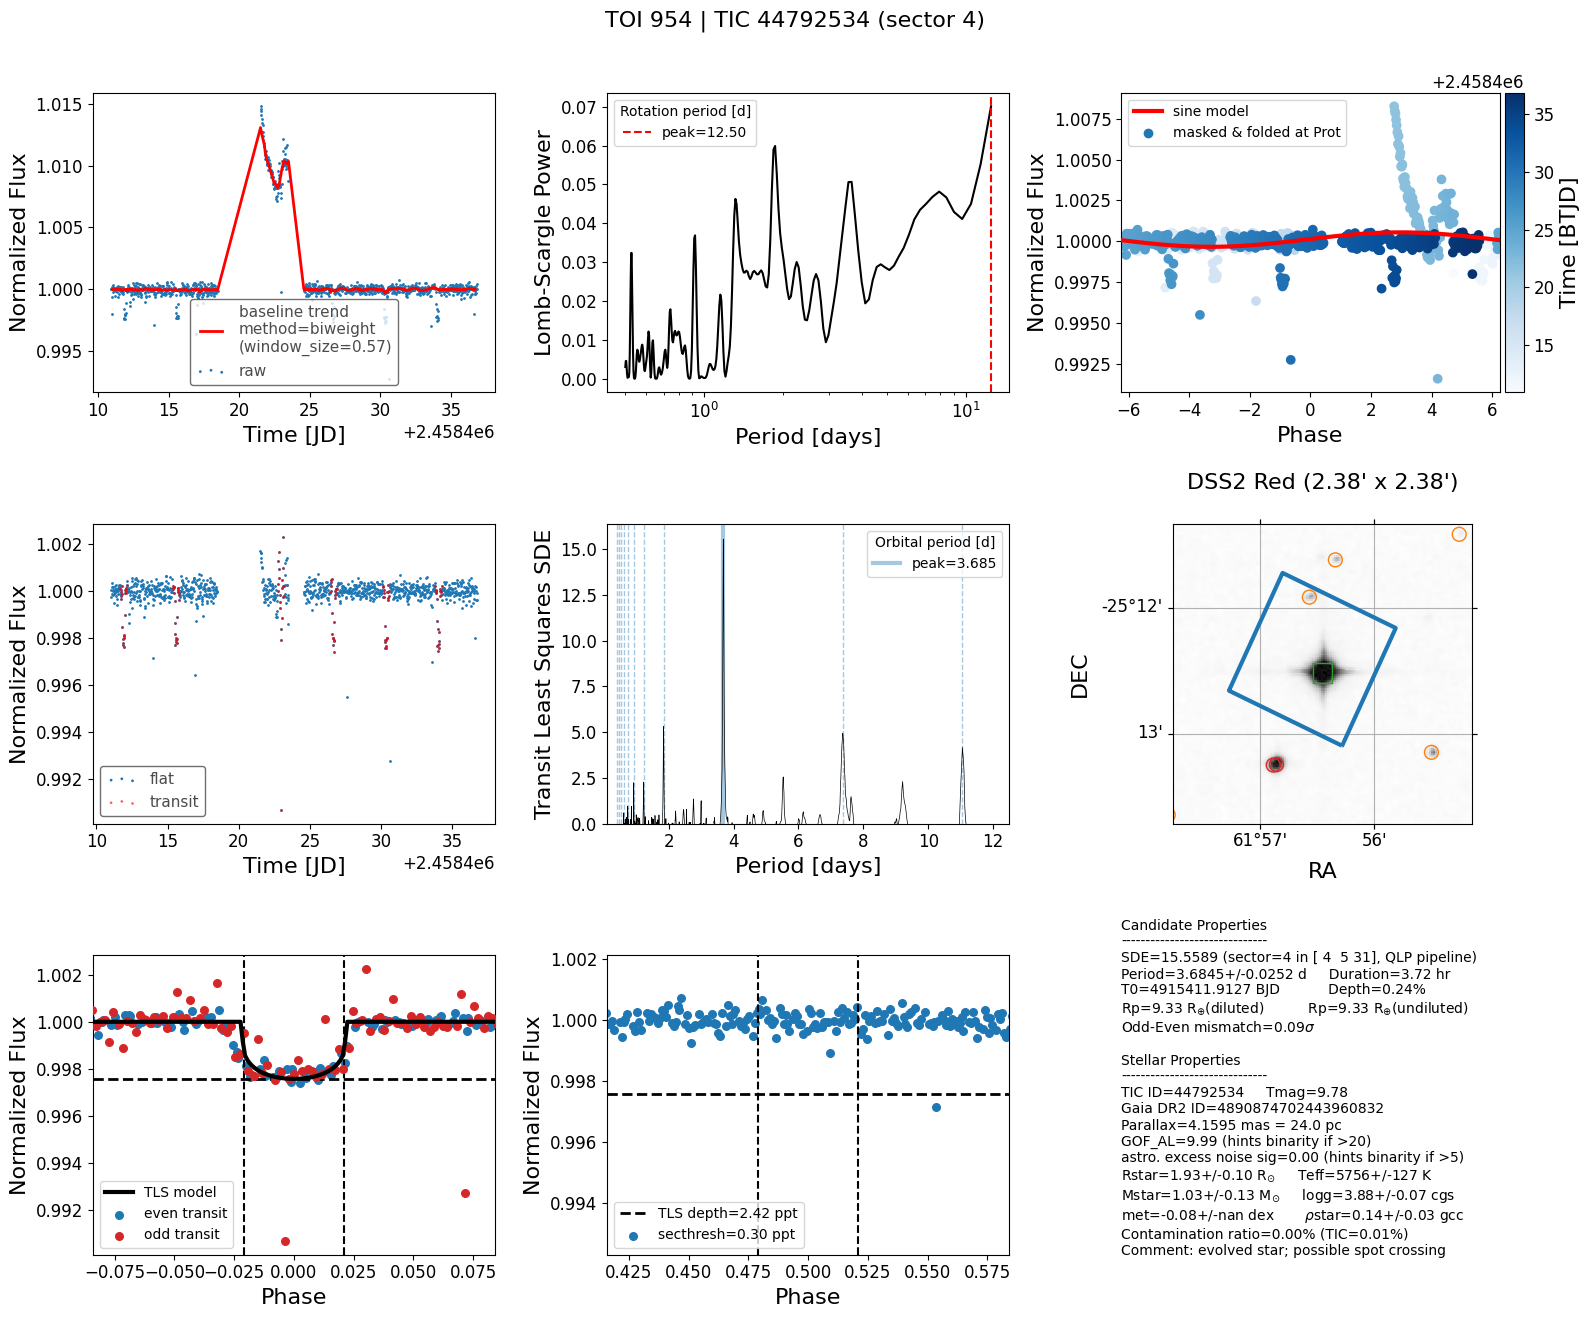 TOI 954 | TIC 44792534 (sector 4)
Normalized Flux
1.015
1.010
1.005
1.000
0.995
baseline trend
method=biweight
(window_size=0.57)
raw
10 15 20 25 30 35
Time [JD]
+2.4584e6
Lomb-Scargle Power
0.07
0.06
0.05
0.04
0.03
0.02
0.01
0.00
Rotation period [d]
peak=12.50
10^0 10^1
Period [days]
Normalized Flux
1.0075
1.0050
1.0025
1.0000
0.9975
0.9950
0.9925
sine model
masked & folded at Prot
−6 −4 −2 0 2 4 6
Phase
+2.4584e6
35
30
25
20
15
Time [BTJD]
Normalized Flux
1.002
1.000
0.998
0.996
0.994
0.992
flat
transit
10 15 20 25 30 35
Time [JD]
+2.4584e6
Transit Least Squares SDE
15.0
12.5
10.0
7.5
5.0
2.5
0.0
Orbital period [d]
peak=3.685
2 4 6 8 10 12
Period [days]
DSS2 Red (2.38' x 2.38')
DEC
-25°12'
13'
61°57' 56'
RA
Normalized Flux
1.002
1.000
0.998
0.996
0.994
0.992
TLS model
even transit
odd transit
−0.075 −0.050 −0.025 0.000 0.025 0.050 0.075
Phase
Normalized Flux
1.002
1.000
0.998
0.996
0.994
TLS depth=2.42 ppt
secthresh=0.30 ppt
0.425 0.450 0.475 0.500 0.525 0.550 0.575
Phase
Candidate Properties
------------------------------
SDE=15.5589 (sector=4 in [ 4 5 31], QLP pipeline)
Period=3.6845+/-0.0252 d Duration=3.72 hr
T0=4915411.9127 BJD Depth=0.24%
Rp=9.33 R⊕(diluted) Rp=9.33 R⊕(undiluted)
Odd-Even mismatch=0.09σ
Stellar Properties
------------------------------
TIC ID=44792534 Tmag=9.78
Gaia DR2 ID=4890874702443960832
Parallax=4.1595 mas = 24.0 pc
GOF_AL=9.99 (hints binarity if >20)
astro. excess noise sig=0.00 (hints binarity if >5)
Rstar=1.93+/-0.10 R⊙ Teff=5756+/-127 K
Mstar=1.03+/-0.13 M⊙ logg=3.88+/-0.07 cgs
met=-0.08+/-nan dex ρstar=0.14+/-0.03 gcc
Contamination ratio=0.00% (TIC=0.01%)
Comment: evolved star; possible spot crossing